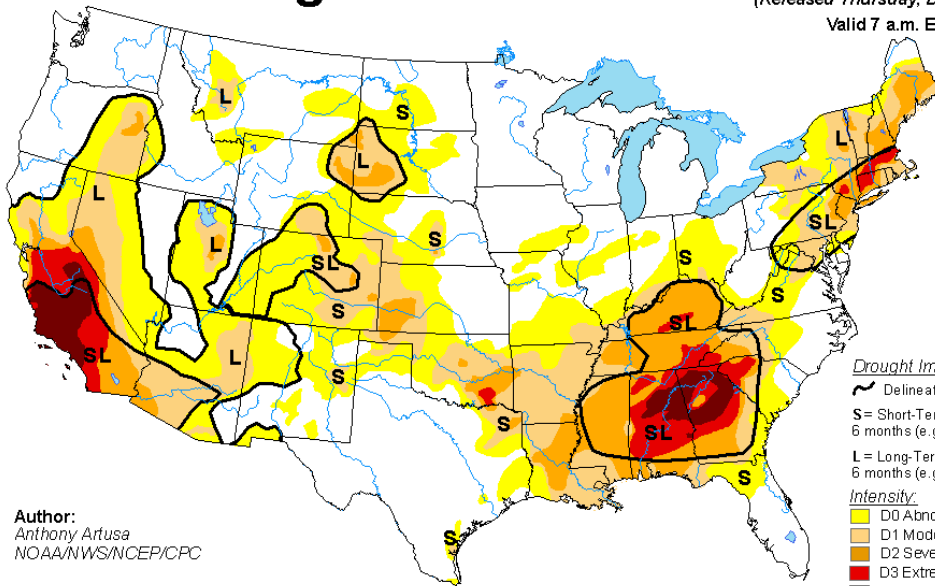 (Released Thursday, D
Valid 7 a.m. E
L
S
L
L
L
SL
L
S
SL
S
S
S
SL
S
SL
L
S
S
SL
S
S
Drought Im
Delineat
S = Short-Ter
6 months (e.g
L = Long-Ter
6 months (e.g
Intensity:
D0 Abno
D1 Mode
D2 Seve
D3 Extre
Author:
Anthony Artusa
NOAA/NWS/NCEP/CPC